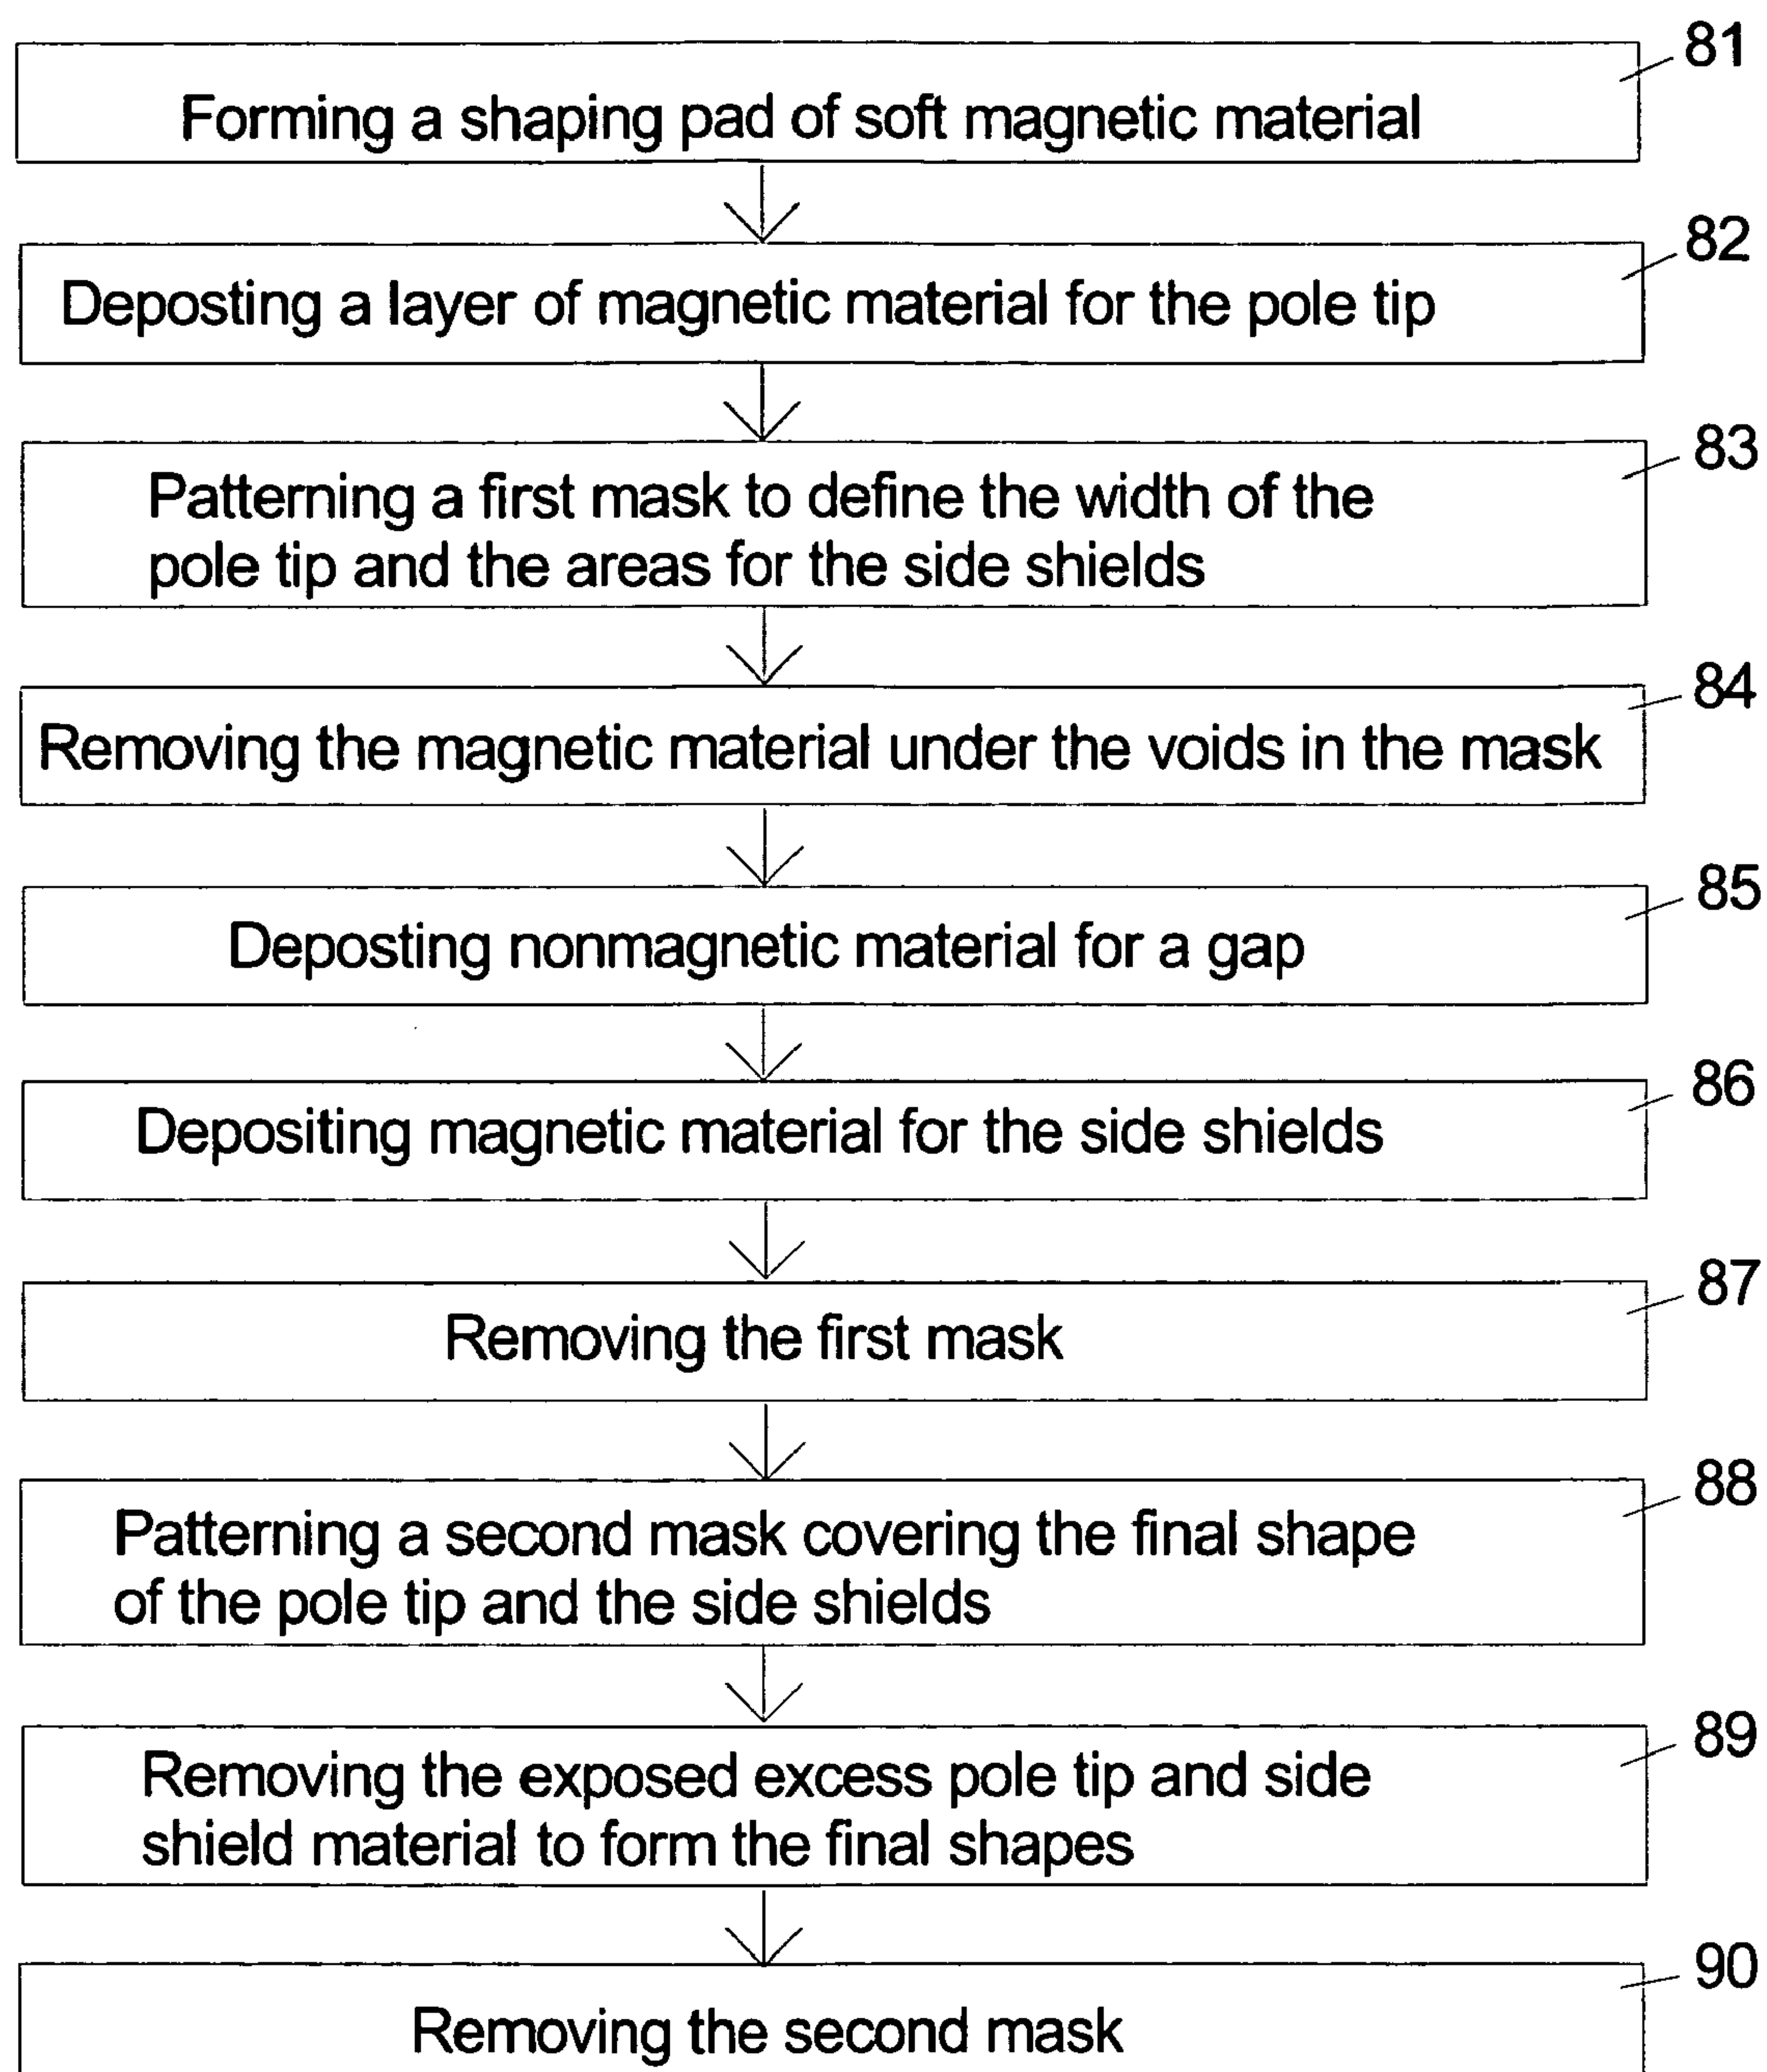 81
Forming a shaping pad of soft magnetic material
82
Deposting a layer of magnetic material for the pole tip
83
Patterning a first mask to define the width of the
pole tip and the areas for the side shields
84
Removing the magnetic material under the voids in the mask
85
Deposting nonmagnetic material for a gap
86
Depositing magnetic material for the side shields
87
Removing the first mask
88
Patterning a second mask covering the final shape
of the pole tip and the side shields
89
Removing the exposed excess pole tip and side
shield material to form the final shapes
90
Removing the second mask